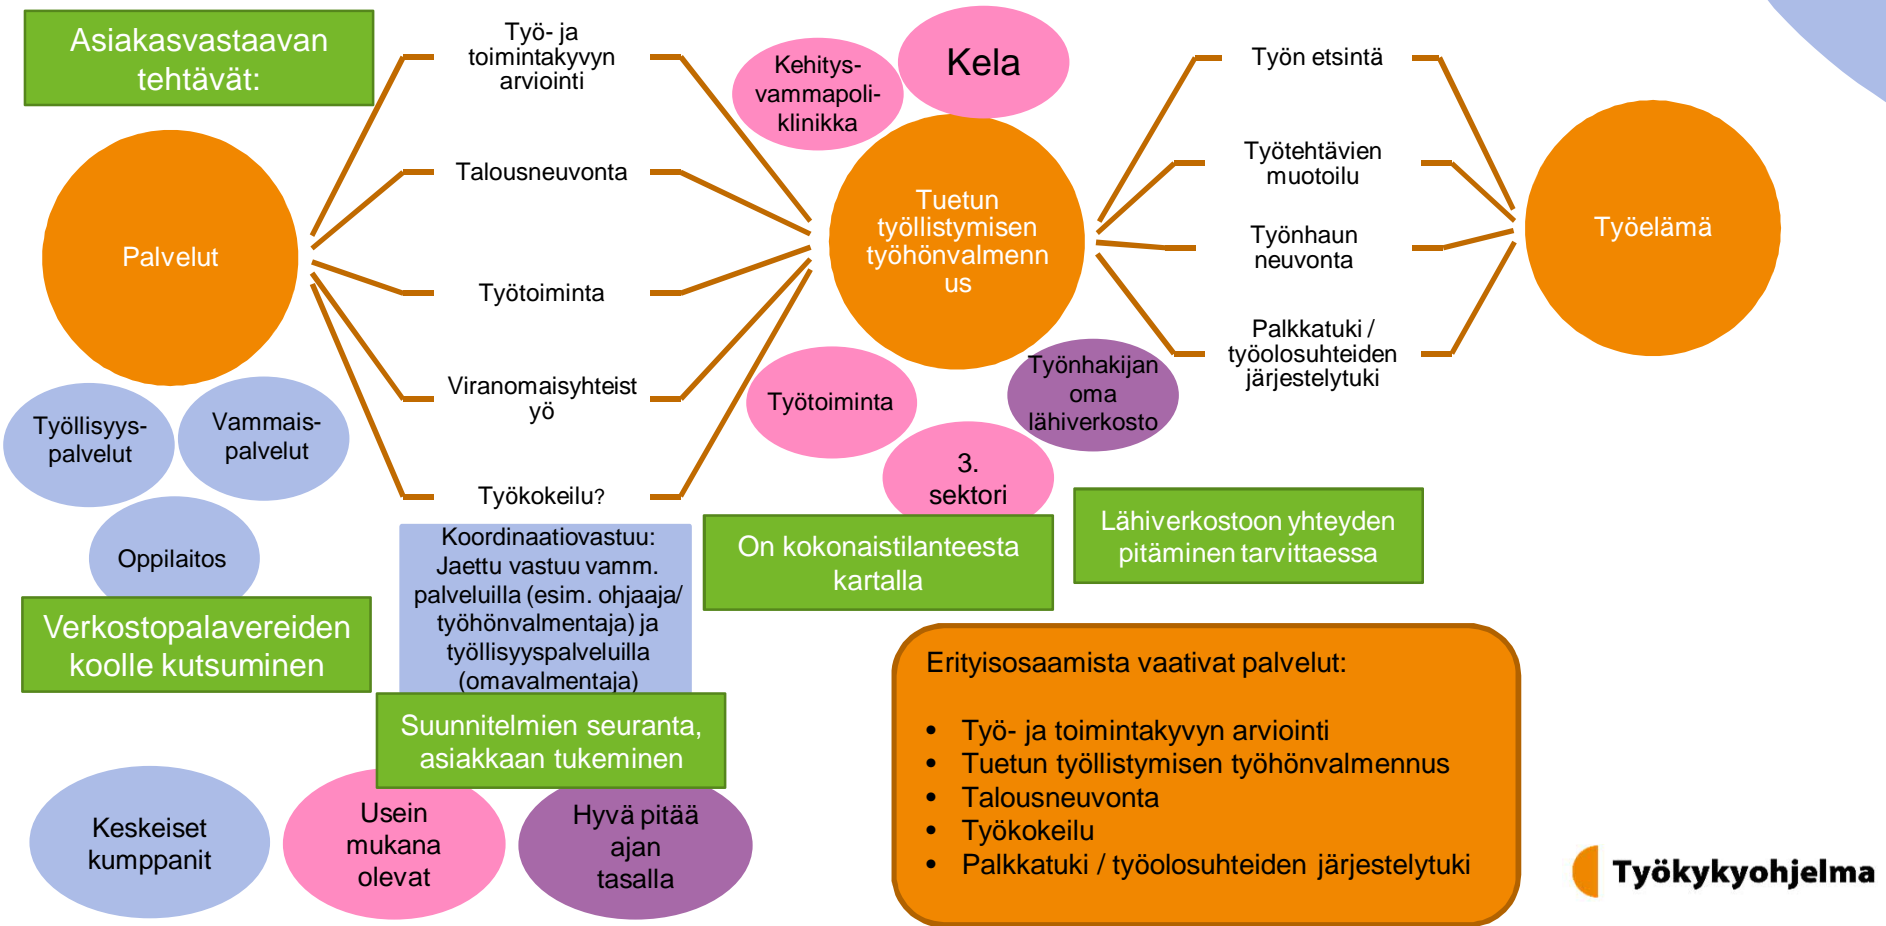 Asiakasvastaavan
tehtävät:
Palvelut
Työ- ja
toimintakyvyn
arviointi
Talousneuvonta
Työtoiminta
Viranomaisyhteist
yö
Työkokeilu?
Kehitys-
vammapoli-
klinikka
Kela
Tuetun
työllistymisen
työhönvalmenn
us
Työn etsintä
Työtehtävien
muotoilu
Työnhaun
neuvonta
Palkkatuki /
työolosuhteiden
järjestelytuki
Työelämä
Työllisyys-
palvelut
Vammais-
palvelut
Oppilaitos
Työtoiminta
Työnhakijan
oma
lähiverkosto
3.
sektori
Koordinaatiovastuu:
Jaettu vastuu vamm.
palveluilla (esim. ohjaaja/
työhönvalmentaja) ja
työllisyyspalveluilla
(omavalmentaja)
On kokonaistilanteesta
kartalla
Lähiverkostoon yhteyden
pitäminen tarvittaessa
Verkostopalavereiden
koolle kutsuminen
Suunnitelmien seuranta,
asiakkaan tukeminen
Keskeiset
kumppanit
Usein
mukana
olevat
Hyvä pitää
ajan
tasalla
Erityisosaamista vaativat palvelut:
• Työ- ja toimintakyvyn arviointi
• Tuetun työllistymisen työhönvalmennus
• Talousneuvonta
• Työkokeilu
• Palkkatuki / työolosuhteiden järjestelytuki
Työkykyohjelma